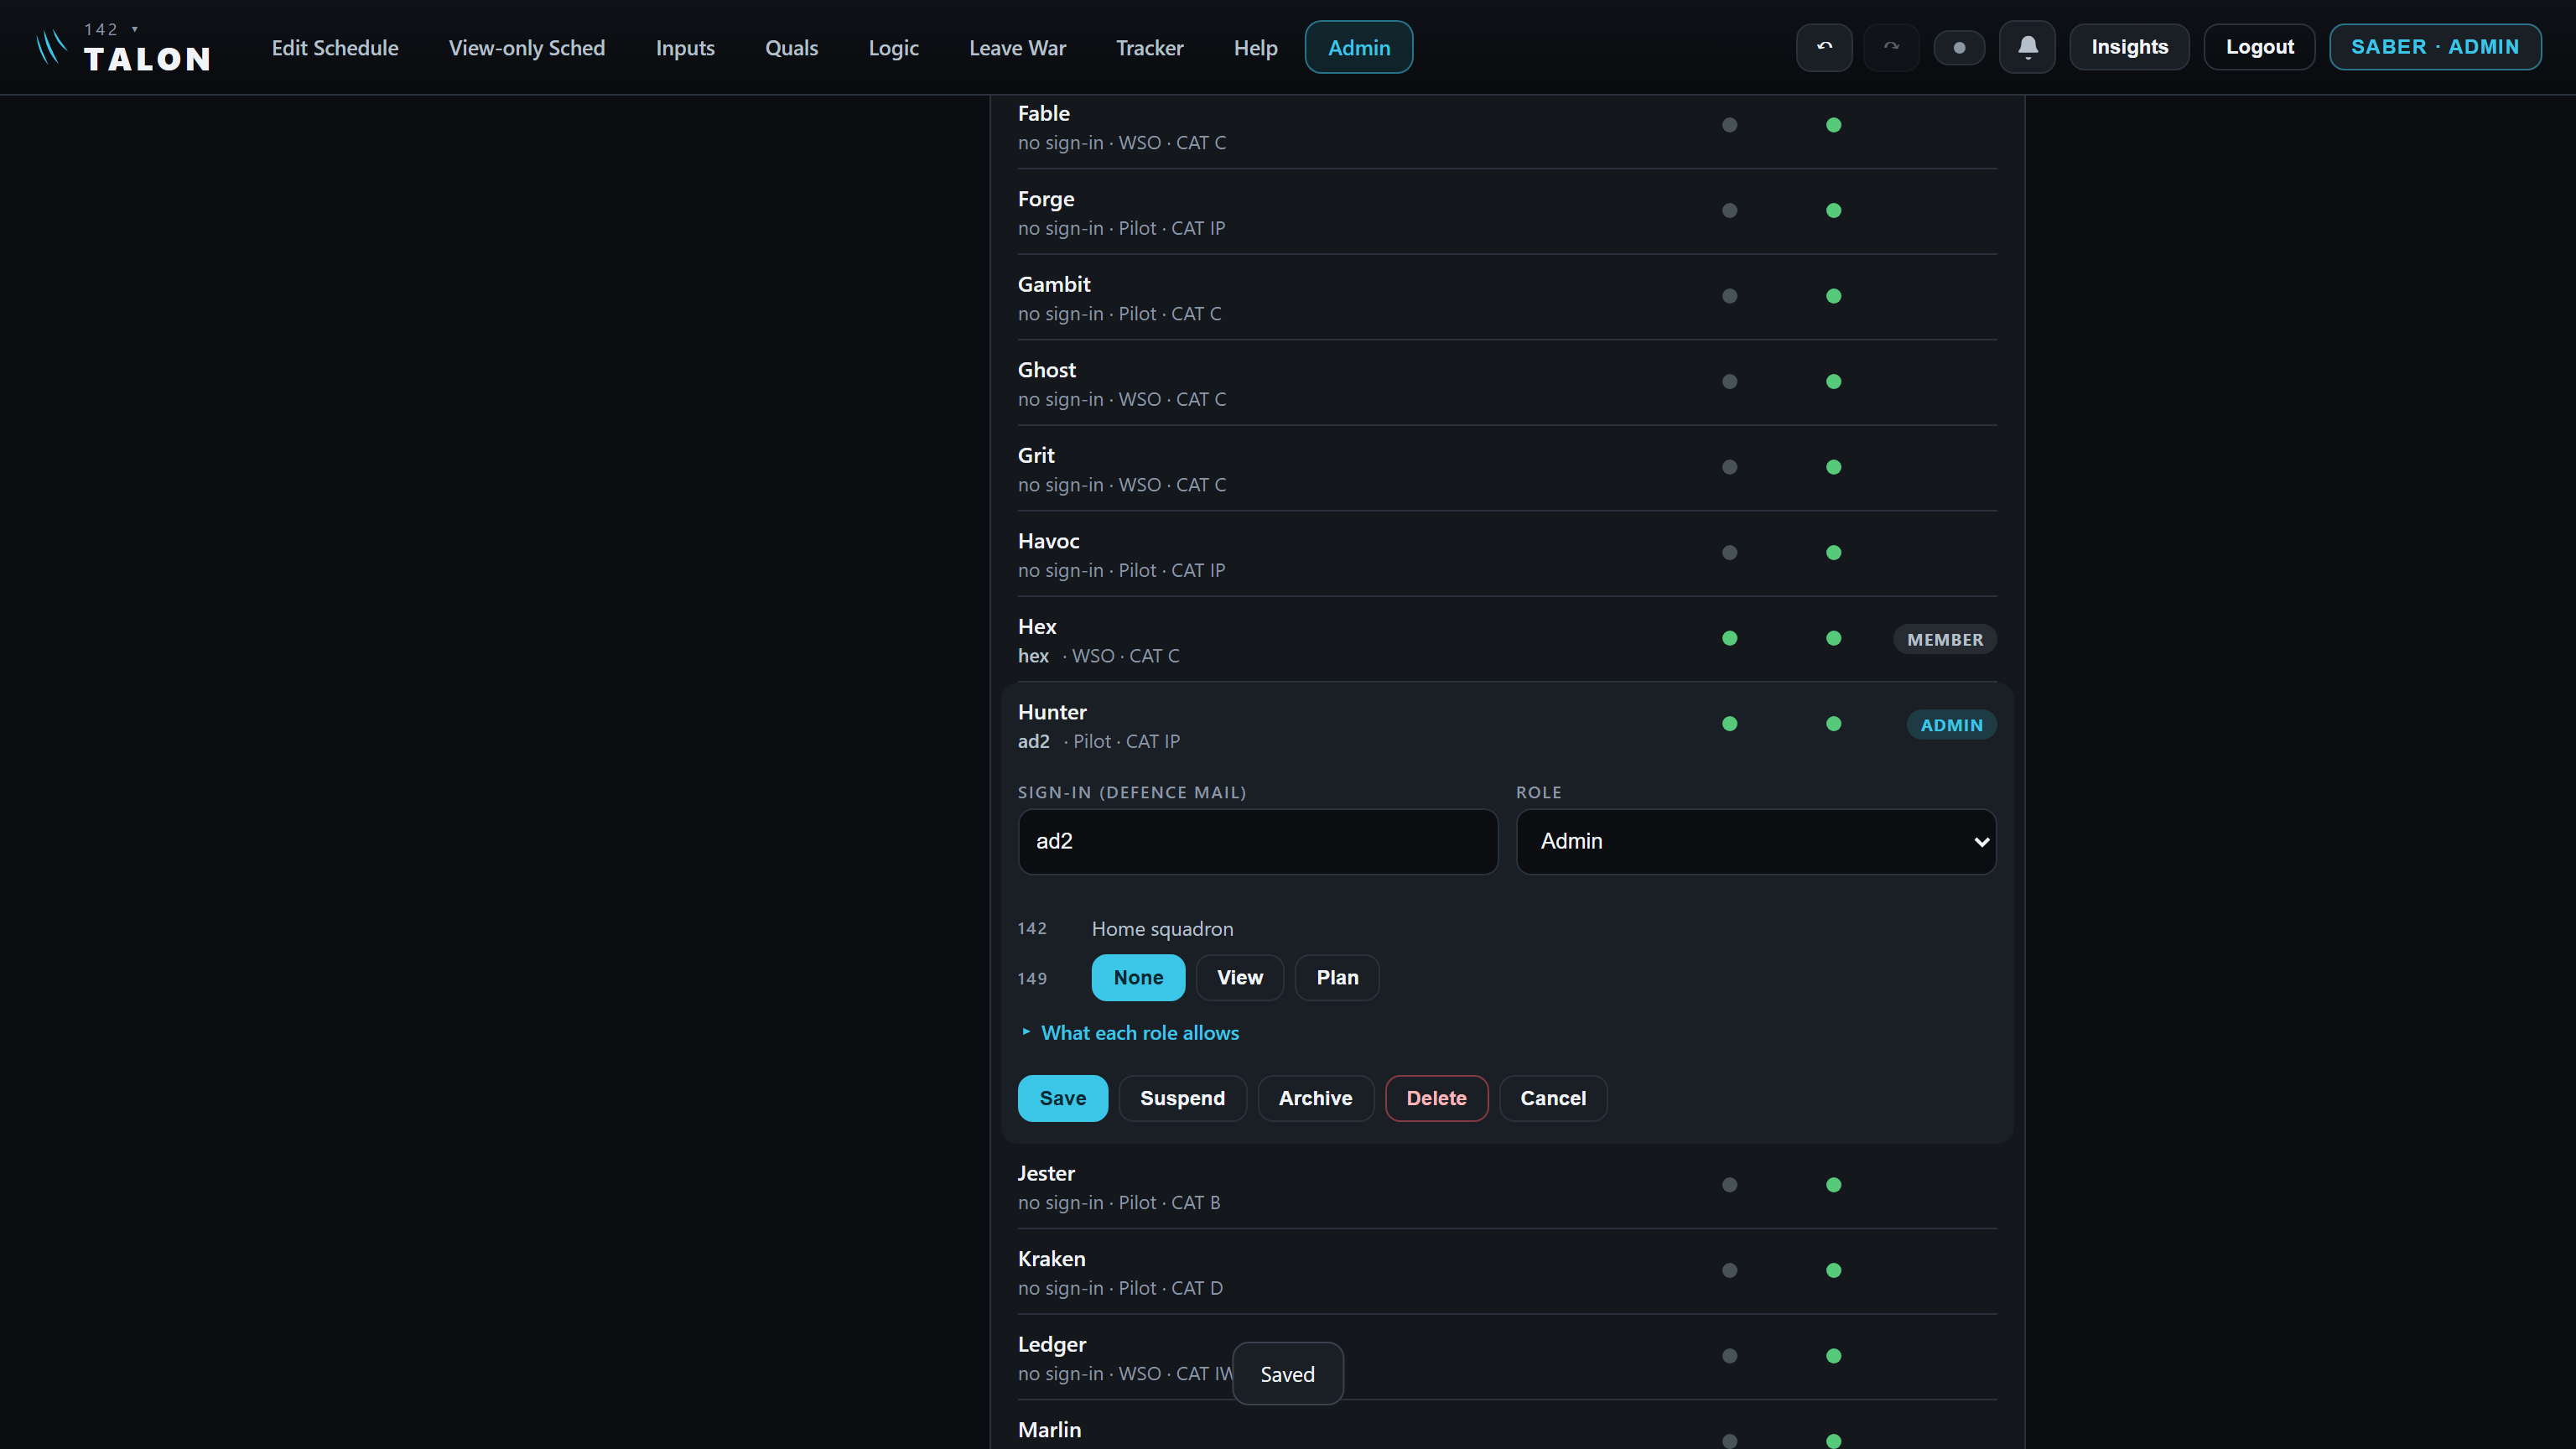 142 ▾
TALON
Edit Schedule
View-only Sched
Inputs
Quals
Logic
Leave War
Tracker
Help
Admin
Insights
Logout
SABER · ADMIN
Fable
no sign-in · WSO · CAT C
Forge
no sign-in · Pilot · CAT IP
Gambit
no sign-in · Pilot · CAT C
Ghost
no sign-in · WSO · CAT C
Grit
no sign-in · WSO · CAT C
Havoc
no sign-in · Pilot · CAT IP
Hex
hex · WSO · CAT C
MEMBER
Hunter
ad2 · Pilot · CAT IP
ADMIN
SIGN-IN (DEFENCE MAIL)
ROLE
ad2
Admin
142 Home squadron
149 None View Plan
▸ What each role allows
Save Suspend Archive Delete Cancel
Jester
no sign-in · Pilot · CAT B
Kraken
no sign-in · Pilot · CAT D
Ledger
no sign-in · WSO · CAT IW
Saved
Marlin